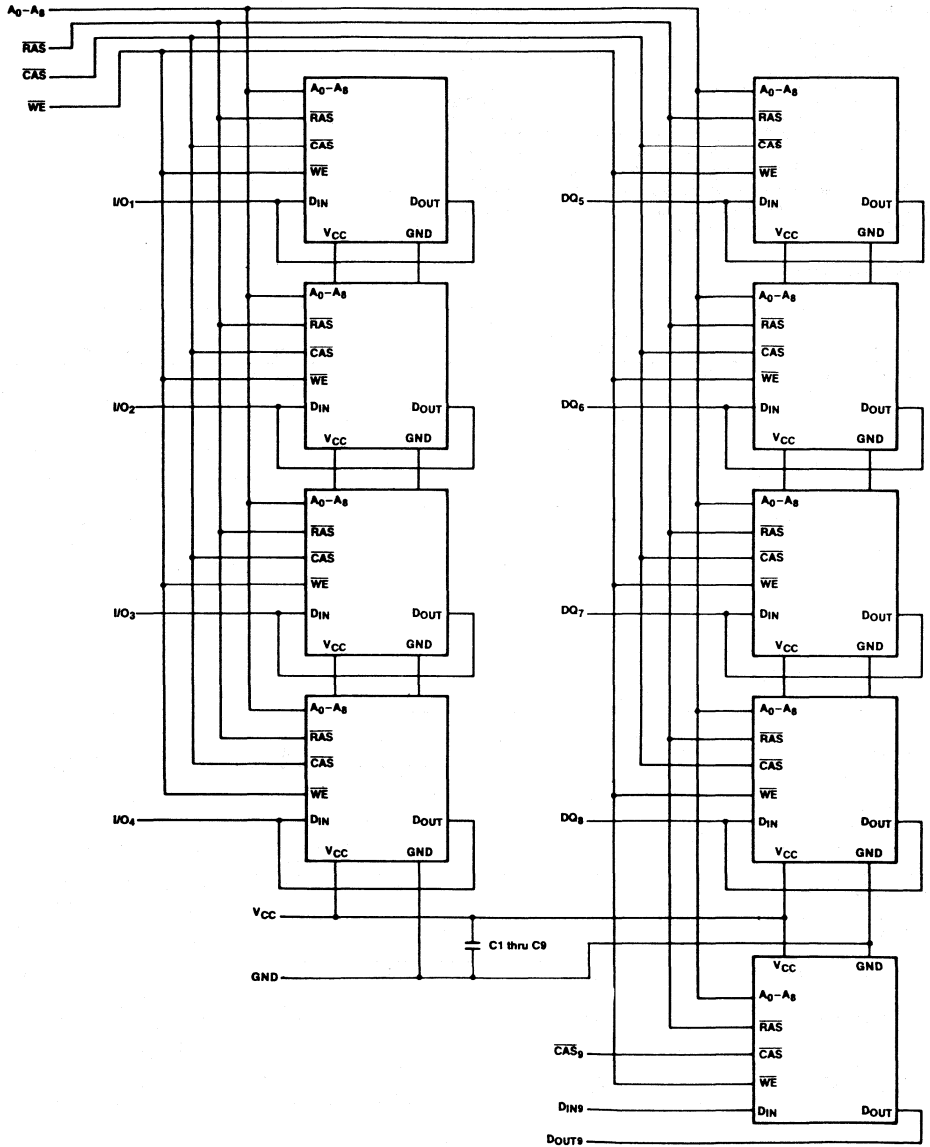 A0–A8
RAS
CAS
WE
A0–A8
RAS
CAS
WE
I/O1
DIN
DOUT
VCC
GND
A0–A8
RAS
CAS
WE
I/O2
DIN
DOUT
VCC
GND
A0–A8
RAS
CAS
WE
I/O3
DIN
DOUT
VCC
GND
A0–A8
RAS
CAS
WE
I/O4
DIN
DOUT
VCC
GND
VCC
C1 thru C9
GND
A0–A8
RAS
CAS
WE
DQ5
DIN
DOUT
VCC
GND
A0–A8
RAS
CAS
WE
DQ6
DIN
DOUT
VCC
GND
A0–A8
RAS
CAS
WE
DQ7
DIN
DOUT
VCC
GND
A0–A8
RAS
CAS
WE
DQ8
DIN
DOUT
VCC
GND
VCC
GND
A0–A8
RAS
CAS9
CAS
WE
DIN9
DIN
DOUT
DOUT9